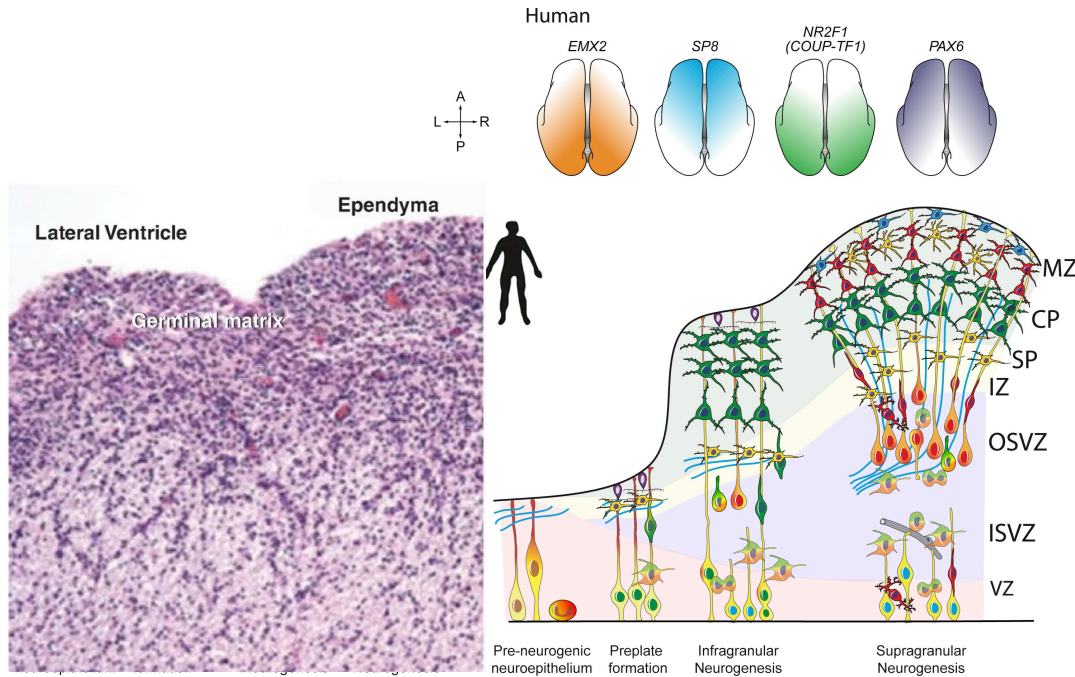 Human
EMX2
SP8
NR2F1
(COUP-TF1)
PAX6
A
L
R
P
Lateral Ventricle
Ependyma
Germinal matrix
MZ
CP
SP
IZ
OSVZ
ISVZ
VZ
Pre-neurogenic
neuroepithelium
Preplate
formation
Infragranular
Neurogenesis
Supragranular
Neurogenesis